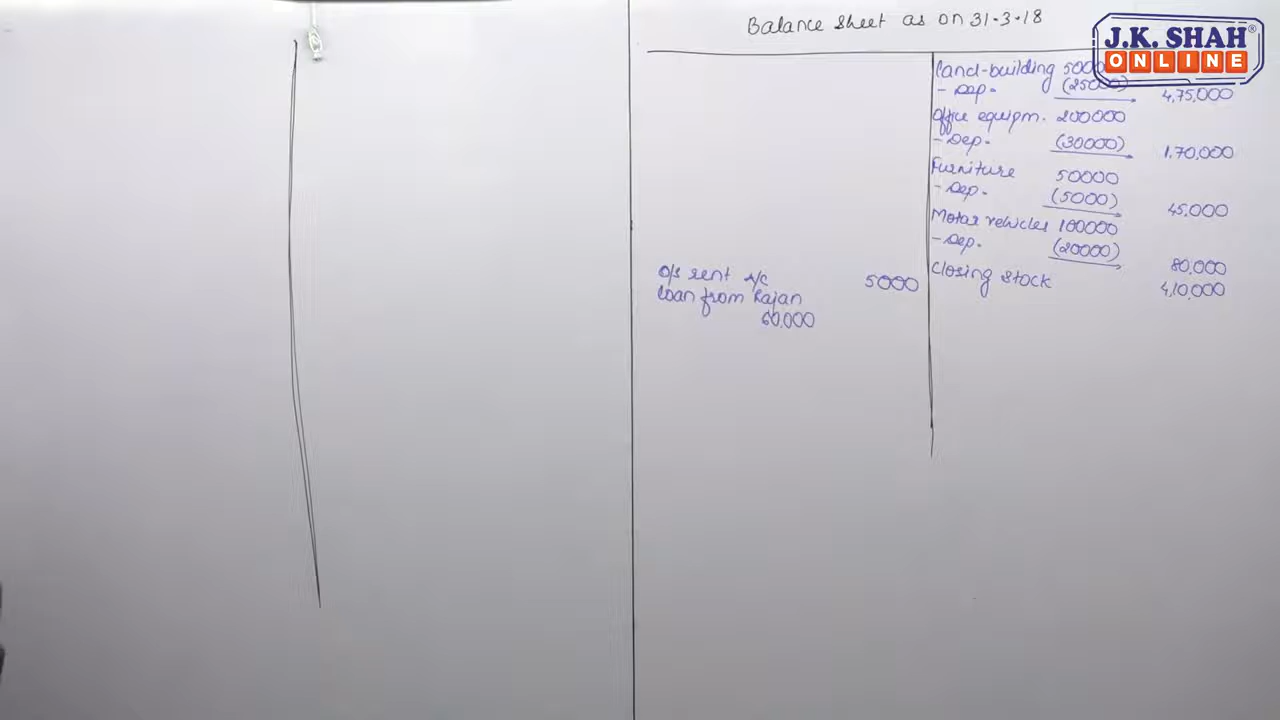 Balance Sheet as on 31-3-18
J.K. SHAH®
ONLINE
o/s rent A/c 5000
Loan from Rajan
60,000
Land-building 5000
- Dep. (25000) 4,75,000
Office equipm. 200000
- Dep. (30000) 1,70,000
Furniture 50000
- Dep. (5000) 45,000
Motor vehicles 100000
- Dep. (20000) 80,000
Closing stock 4,10,000